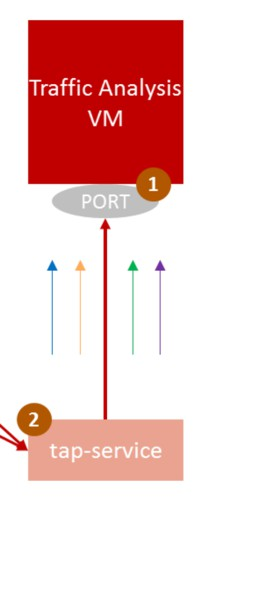 Traffic Analysis
VM
1
PORT
2
tap-service